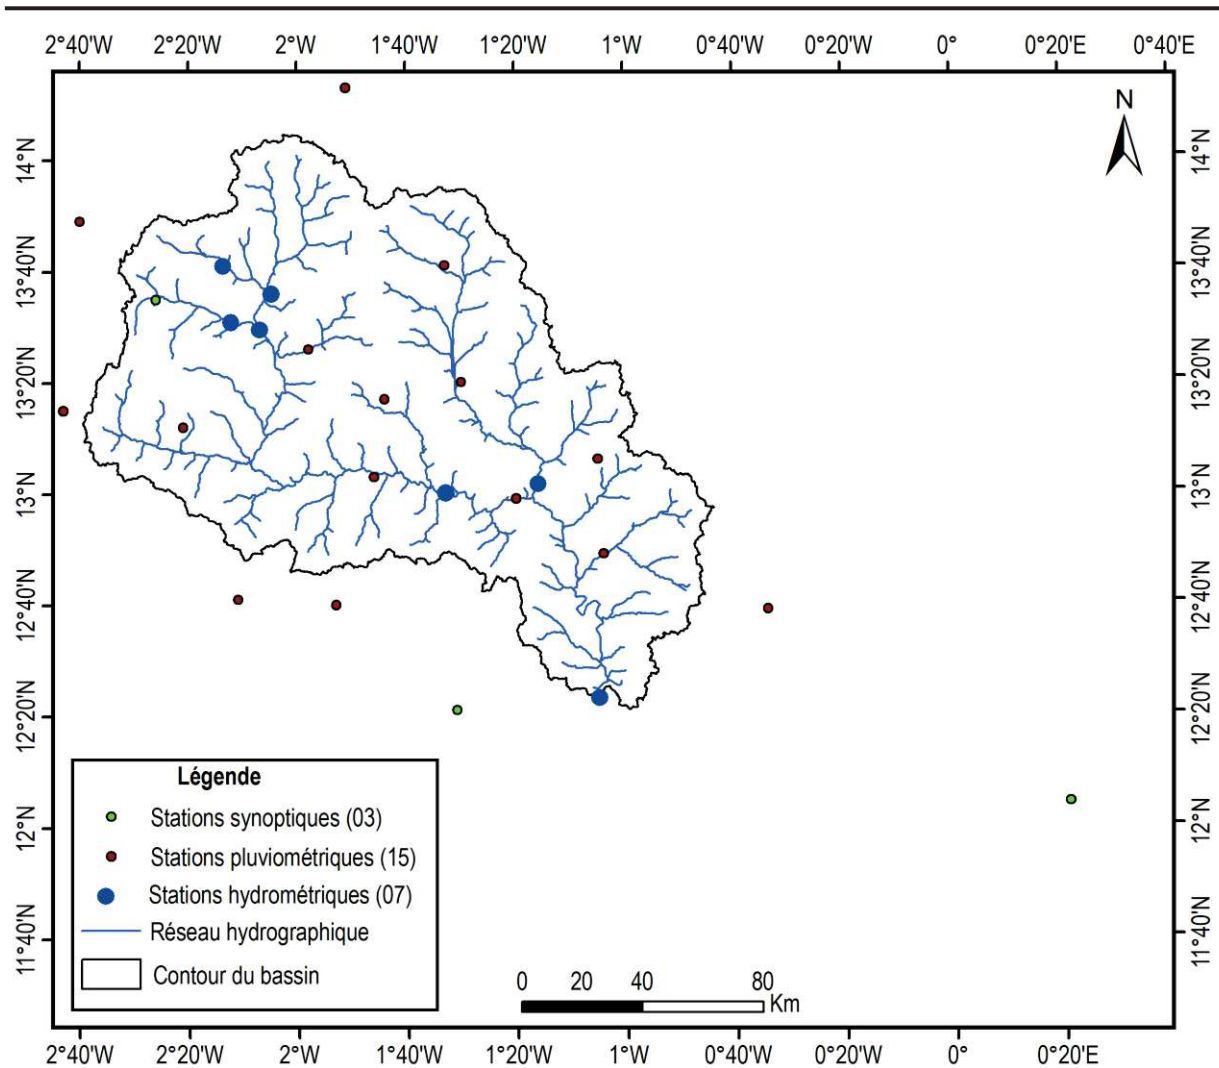 2°40'W 2°20'W 2°W 1°40'W 1°20'W 1°W 0°40'W 0°20'W 0° 0°20'E 0°40'E
N
14°N 14°N
13°40'N 13°40'N
13°20'N 13°20'N
13°N 13°N
12°40'N 12°40'N
12°20'N 12°20'N
12°N 12°N
11°40'N 11°40'N
Légende
Stations synoptiques (03)
Stations pluviométriques (15)
Stations hydrométriques (07)
Réseau hydrographique
Contour du bassin
0 20 40 80
Km
2°40'W 2°20'W 2°W 1°40'W 1°20'W 1°W 0°40'W 0°20'W 0° 0°20'E